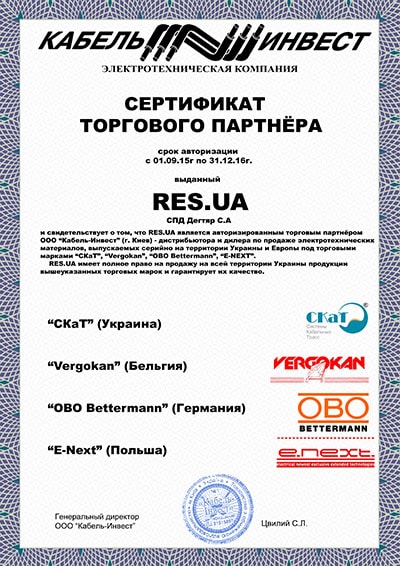 КАБЕЛЬ ИНВЕСТ
ЭЛЕКТРОТЕХНИЧЕСКАЯ КОМПАНИЯ
СЕРТИФИКАТ
ТОРГОВОГО ПАРТНЁРА
срок авторизации
с 01.09.15г по 31.12.16г.
выданный
RES.UA
СПД Дегтяр С.А
и свидетельствует о том, что RES.UA является авторизированным торговым партнёром
ООО “Кабель-Инвест” (г. Киев) - дистрибьютора и дилера по продаже электротехнических
материалов, выпускаемых серийно на территории Украины и Европы под торговыми
марками “СКаТ”, “Vergokan”, “OBO Bettermann”, “E-NEXT”.
RES.UA имеет полное право на продажу на всей территории Украины продукции
вышеуказанных торговых марок и гарантирует их качество.
“СКаТ” (Украина)
СКаТ ®
Системы
Кабельных
Трасс
“Vergokan” (Бельгия)
VERGOKAN
“OBO Bettermann” (Германия)
OBO
BETTERMANN
“E-Next” (Польша)
e.next
electrical newest exclusive extended technologies
Генеральный директор
ООО “Кабель-Инвест”
Цвилий С.Л.